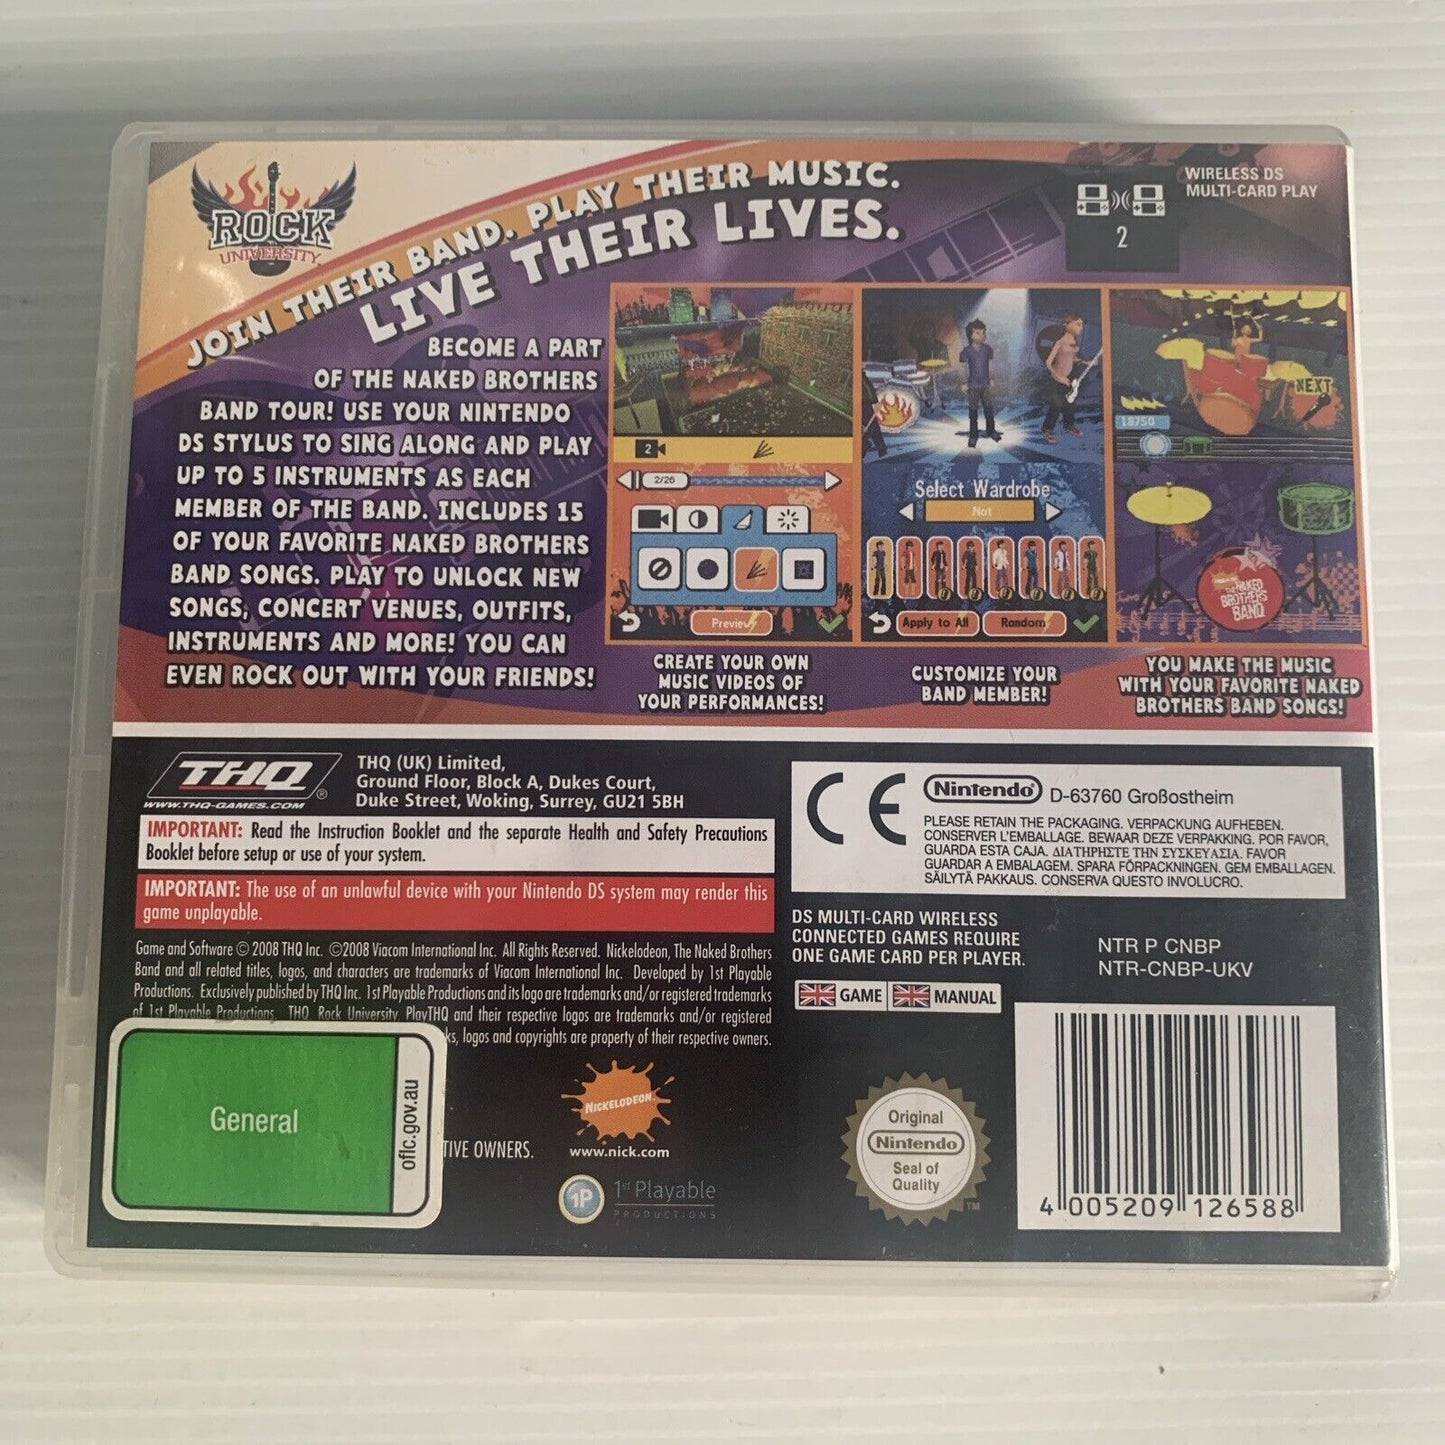 ROCK
UNIVERSITY
JOIN THEIR BAND. PLAY THEIR MUSIC.
LIVE THEIR LIVES.
WIRELESS DS
MULTI-CARD PLAY
2
BECOME A PART
OF THE NAKED BROTHERS
BAND TOUR! USE YOUR NINTENDO
DS STYLUS TO SING ALONG AND PLAY
UP TO 5 INSTRUMENTS AS EACH
MEMBER OF THE BAND. INCLUDES 15
OF YOUR FAVORITE NAKED BROTHERS
BAND SONGS. PLAY TO UNLOCK NEW
SONGS, CONCERT VENUES, OUTFITS,
INSTRUMENTS AND MORE! YOU CAN
EVEN ROCK OUT WITH YOUR FRIENDS!
2
2/26
Preview
CREATE YOUR OWN
MUSIC VIDEOS OF
YOUR PERFORMANCES!
Select Wardrobe
Nat
Apply to All
Random
CUSTOMIZE YOUR
BAND MEMBER!
NEXT
18750
THE NAKED
BROTHERS
BAND
YOU MAKE THE MUSIC
WITH YOUR FAVORITE NAKED
BROTHERS BAND SONGS!
THQ®
WWW.THQ-GAMES.COM
THQ (UK) Limited,
Ground Floor, Block A, Dukes Court,
Duke Street, Woking, Surrey, GU21 5BH
IMPORTANT: Read the Instruction Booklet and the separate Health and Safety Precautions
Booklet before setup or use of your system.
IMPORTANT: The use of an unlawful device with your Nintendo DS system may render this
game unplayable.
Game and Software © 2008 THQ Inc. ©2008 Viacom International Inc. All Rights Reserved. Nickelodeon, The Naked Brothers
Band and all related titles, logos, and characters are trademarks of Viacom International Inc. Developed by 1st Playable
Productions. Exclusively published by THQ Inc. 1st Playable Productions and its logo are trademarks and/or registered trademarks
of 1st Playable Productions. THQ, Rock University, PlayTHQ and their respective logos are trademarks and/or registered
ks, logos and copyrights are property of their respective owners.
TIVE OWNERS.
General
oflc.gov.au
NICKELODEON
www.nick.com
1P
1st Playable
PRODUCTIONS
CE
Nintendo® D-63760 Großostheim
PLEASE RETAIN THE PACKAGING. VERPACKUNG AUFHEBEN.
CONSERVER L'EMBALLAGE. BEWAAR DEZE VERPAKKING. POR FAVOR,
GUARDA ESTA CAJA. ΔΙΑΤΗΡΗΣΤΕ ΤΗΝ ΣΥΣΚΕΥΑΣΙΑ. FAVOR
GUARDAR A EMBALAGEM. SPARA FÖRPACKNINGEN. GEM EMBALLAGEN.
SÄILYTÄ PAKKAUS. CONSERVA QUESTO INVOLUCRO.
DS MULTI-CARD WIRELESS
CONNECTED GAMES REQUIRE
ONE GAME CARD PER PLAYER.
NTR P CNBP
NTR-CNBP-UKV
GAME
MANUAL
Original
Nintendo®
Seal of
Quality
TM
4 005209 126588